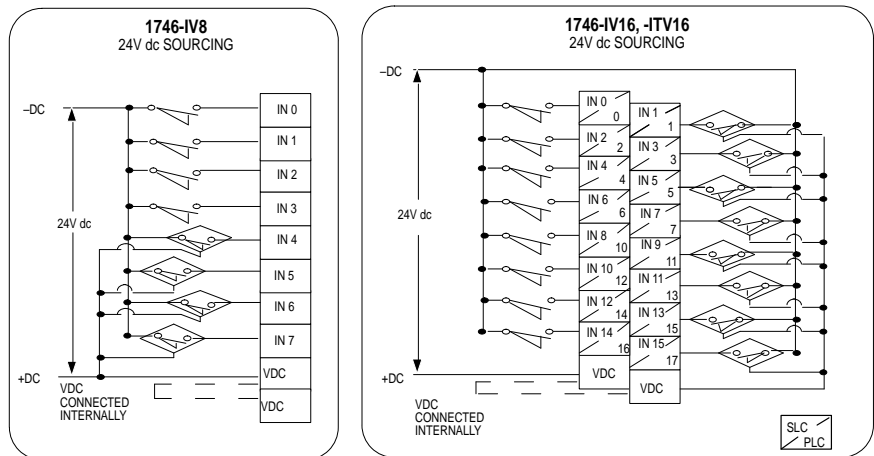 1746-IV8
24V dc SOURCING
–DC
24V dc
+DC
IN 0
IN 1
IN 2
IN 3
IN 4
IN 5
IN 6
IN 7
VDC
VDC
VDC
CONNECTED
INTERNALLY
1746-IV16, -ITV16
24V dc SOURCING
–DC
24V dc
+DC
IN 0
0
IN 2
2
IN 4
4
IN 6
6
IN 8
10
IN 10
12
IN 12
14
IN 14
16
VDC
IN 1
1
IN 3
3
IN 5
5
IN 7
7
IN 9
11
IN 11
13
IN 13
15
IN 15
17
VDC
VDC
CONNECTED
INTERNALLY
SLC
PLC